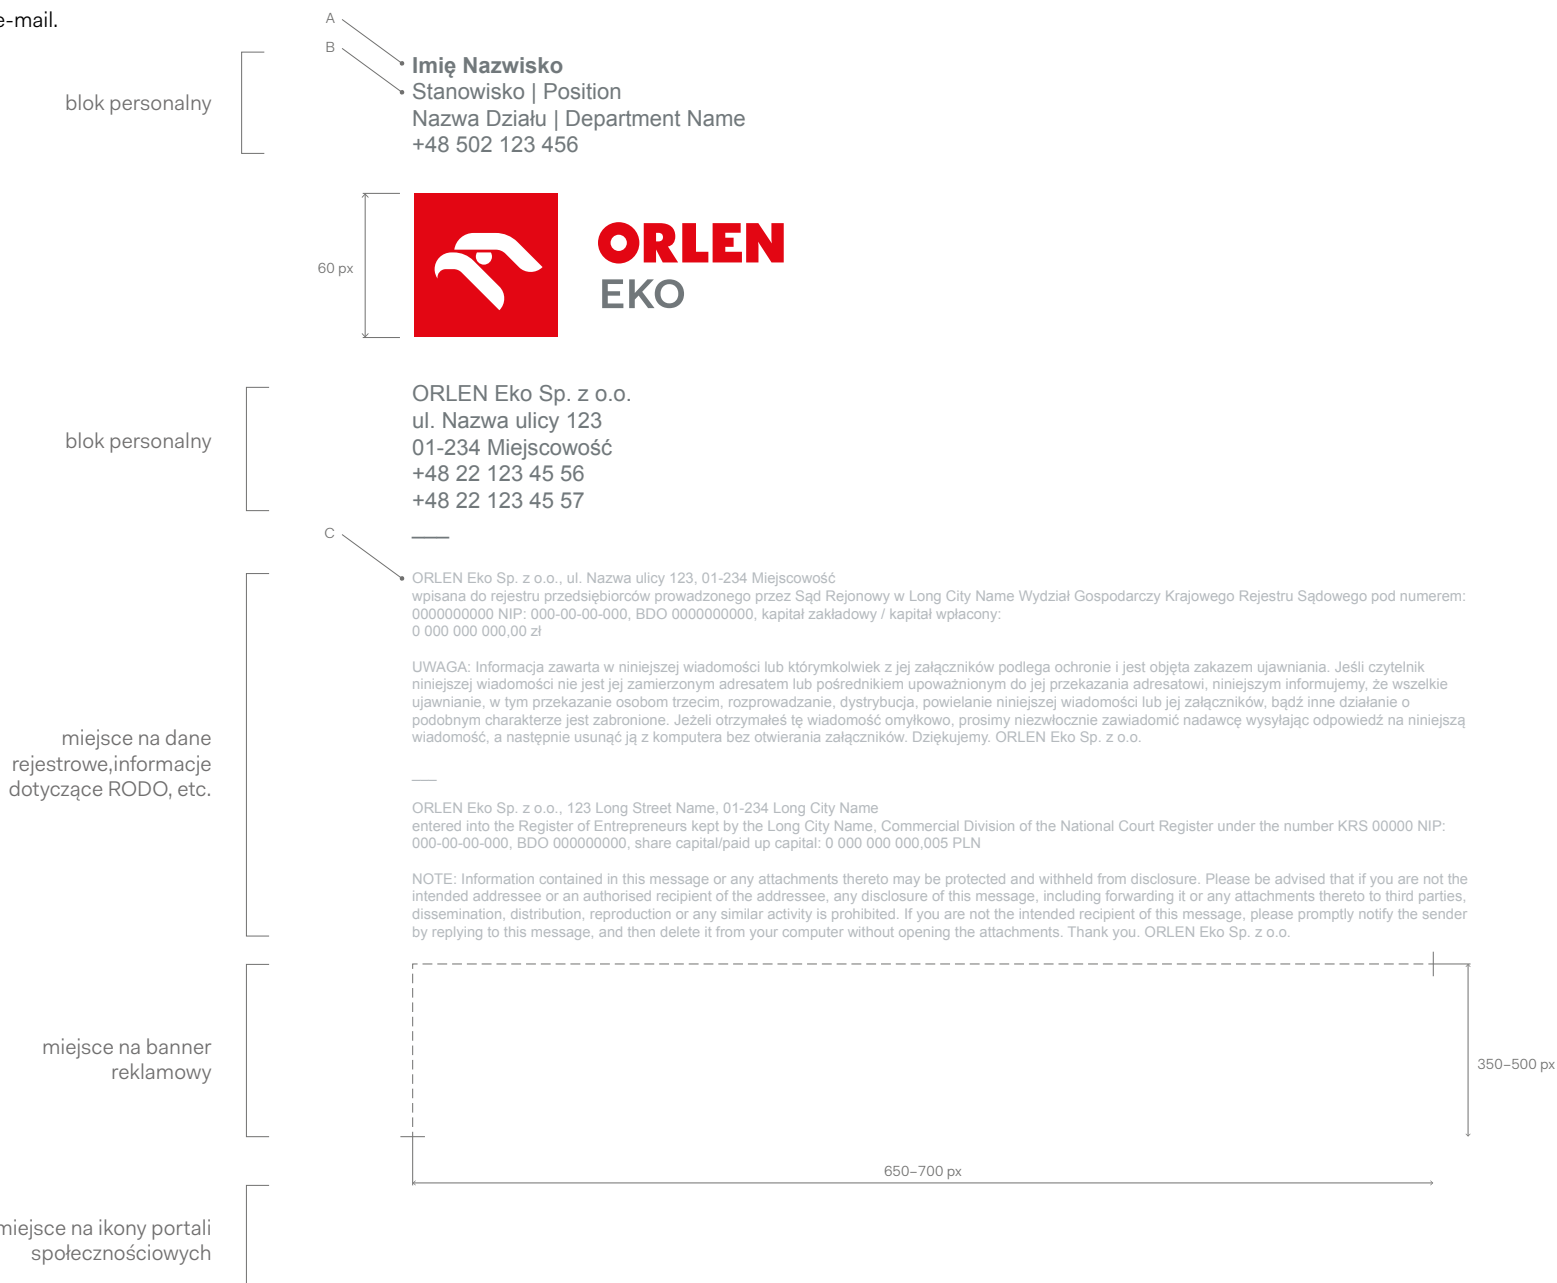 e-mail.
A
B
Imię Nazwisko
Stanowisko | Position
Nazwa Działu | Department Name
+48 502 123 456
blok personalny
60 px
ORLEN
EKO
blok personalny
ORLEN Eko Sp. z o.o.
ul. Nazwa ulicy 123
01-234 Miejscowość
+48 22 123 45 56
+48 22 123 45 57
C
ORLEN Eko Sp. z o.o., ul. Nazwa ulicy 123, 01-234 Miejscowość
wpisana do rejestru przedsiębiorców prowadzonego przez Sąd Rejonowy w Long City Name Wydział Gospodarczy Krajowego Rejestru Sądowego pod numerem:
0000000000 NIP: 000-00-00-000, BDO 0000000000, kapitał zakładowy / kapitał wpłacony:
0 000 000 000,00 zł
UWAGA: Informacja zawarta w niniejszej wiadomości lub którymkolwiek z jej załączników podlega ochronie i jest objęta zakazem ujawniania. Jeśli czytelnik
niniejszej wiadomości nie jest jej zamierzonym adresatem lub pośrednikiem upoważnionym do jej przekazania adresatowi, niniejszym informujemy, że wszelkie
ujawnianie, w tym przekazanie osobom trzecim, rozprowadzanie, dystrybucja, powielanie niniejszej wiadomości lub jej załączników, bądź inne działanie o
podobnym charakterze jest zabronione. Jeżeli otrzymałeś tę wiadomość omyłkowo, prosimy niezwłocznie zawiadomić nadawcę wysyłając odpowiedź na niniejszą
wiadomość, a następnie usunąć ją z komputera bez otwierania załączników. Dziękujemy. ORLEN Eko Sp. z o.o.
miejsce na dane
rejestrowe,informacje
dotyczące RODO, etc.
ORLEN Eko Sp. z o.o., 123 Long Street Name, 01-234 Long City Name
entered into the Register of Entrepreneurs kept by the Long City Name, Commercial Division of the National Court Register under the number KRS 00000 NIP:
000-00-00-000, BDO 000000000, share capital/paid up capital: 0 000 000 000,005 PLN
NOTE: Information contained in this message or any attachments thereto may be protected and withheld from disclosure. Please be advised that if you are not the
intended addressee or an authorised recipient of the addressee, any disclosure of this message, including forwarding it or any attachments thereto to third parties,
dissemination, distribution, reproduction or any similar activity is prohibited. If you are not the intended recipient of this message, please promptly notify the sender
by replying to this message, and then delete it from your computer without opening the attachments. Thank you. ORLEN Eko Sp. z o.o.
miejsce na banner
reklamowy
350–500 px
650–700 px
miejsce na ikony portali
społecznościowych